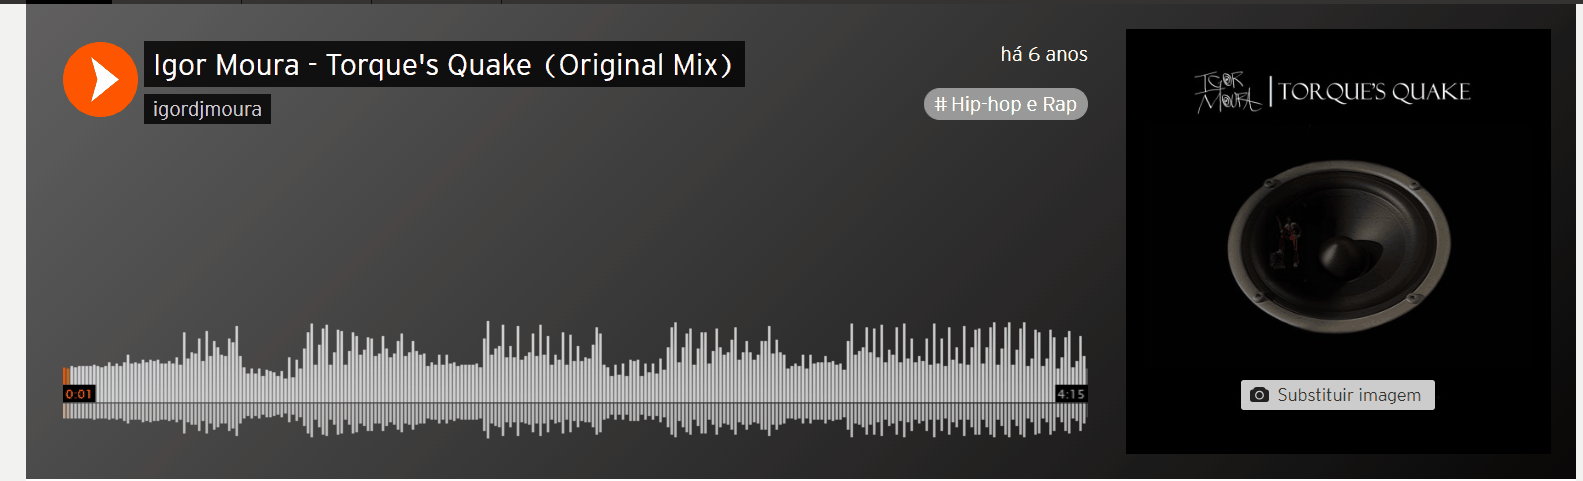 Igor Moura - Torque's Quake (Original Mix)
igordjmoura
há 6 anos
# Hip-hop e Rap
0:01
4:15
IGOR MOURA | TORQUE'S QUAKE
Substituir imagem